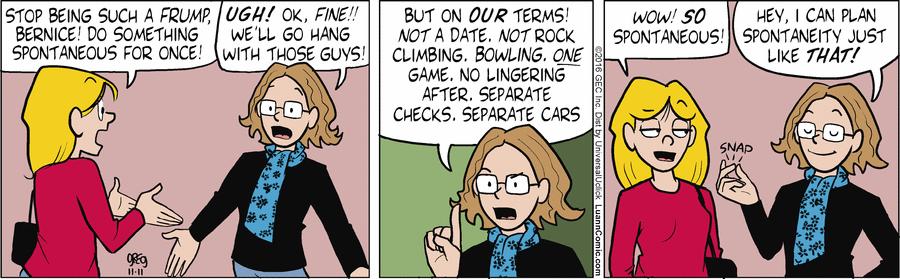 STOP BEING SUCH A FRUMP,
BERNICE! DO SOMETHING
SPONTANEOUS FOR ONCE!
UGH! OK, FINE!!
WE'LL GO HANG
WITH THOSE GUYS!
GREG
11·11
BUT ON OUR TERMS!
NOT A DATE. NOT ROCK
CLIMBING. BOWLING. ONE
GAME. NO LINGERING
AFTER. SEPARATE
CHECKS. SEPARATE CARS
©2016 GEC Inc. Dist by UniversalUclick LuannComic.com
WOW! SO
SPONTANEOUS!
HEY, I CAN PLAN
SPONTANEITY JUST
LIKE THAT!
SNAP